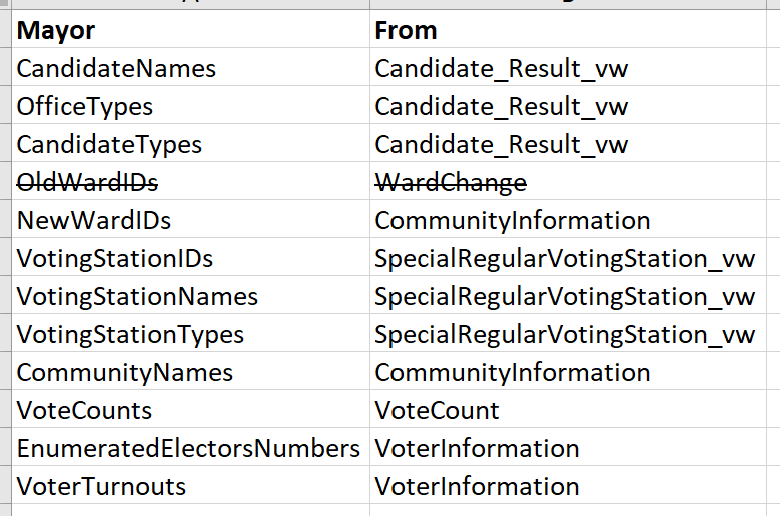 Mayor From
CandidateNames Candidate_Result_vw
OfficeTypes Candidate_Result_vw
CandidateTypes Candidate_Result_vw
OldWardIDs WardChange
NewWardIDs CommunityInformation
VotingStationIDs SpecialRegularVotingStation_vw
VotingStationNames SpecialRegularVotingStation_vw
VotingStationTypes SpecialRegularVotingStation_vw
CommunityNames CommunityInformation
VoteCounts VoteCount
EnumeratedElectorsNumbers VoterInformation
VoterTurnouts VoterInformation